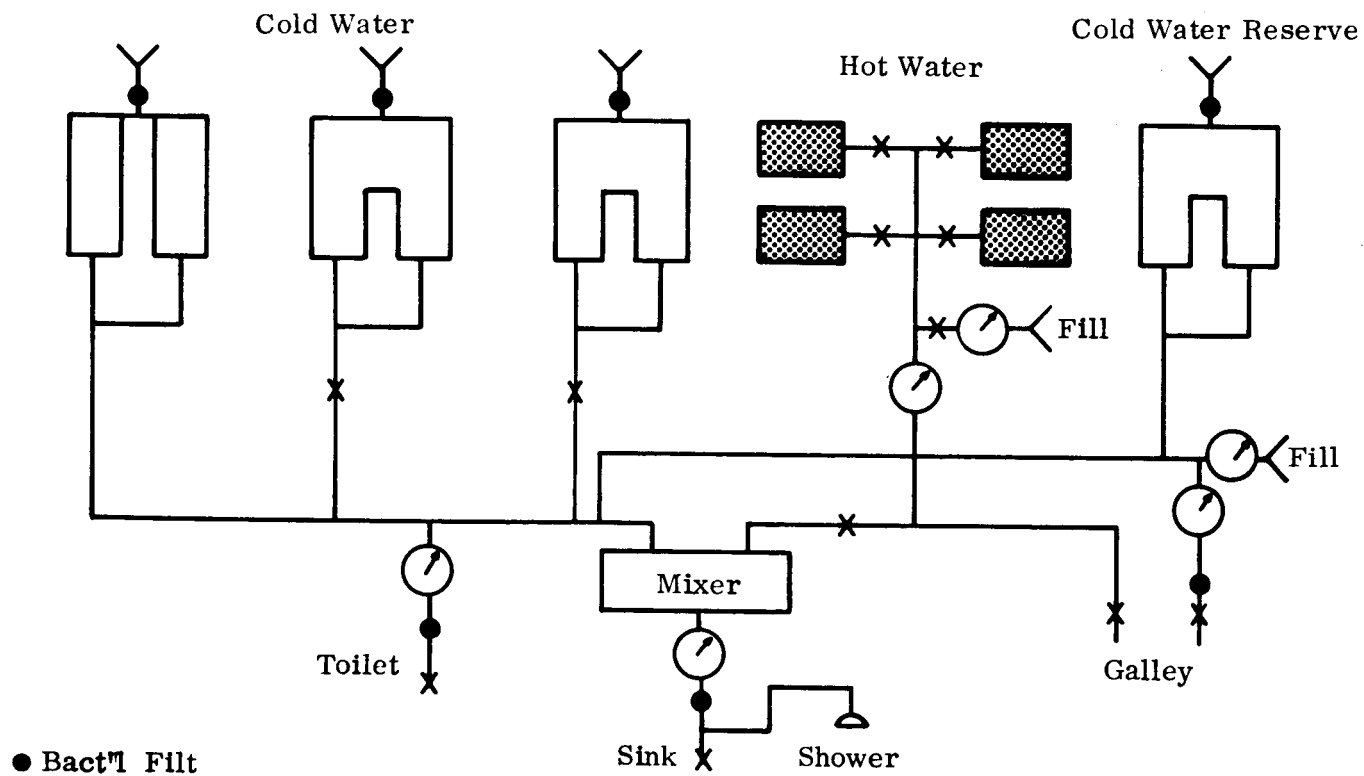 Cold Water
Cold Water Reserve
Hot Water
Fill
Fill
Mixer
Toilet
Galley
Sink
Shower
Bact'l Filt